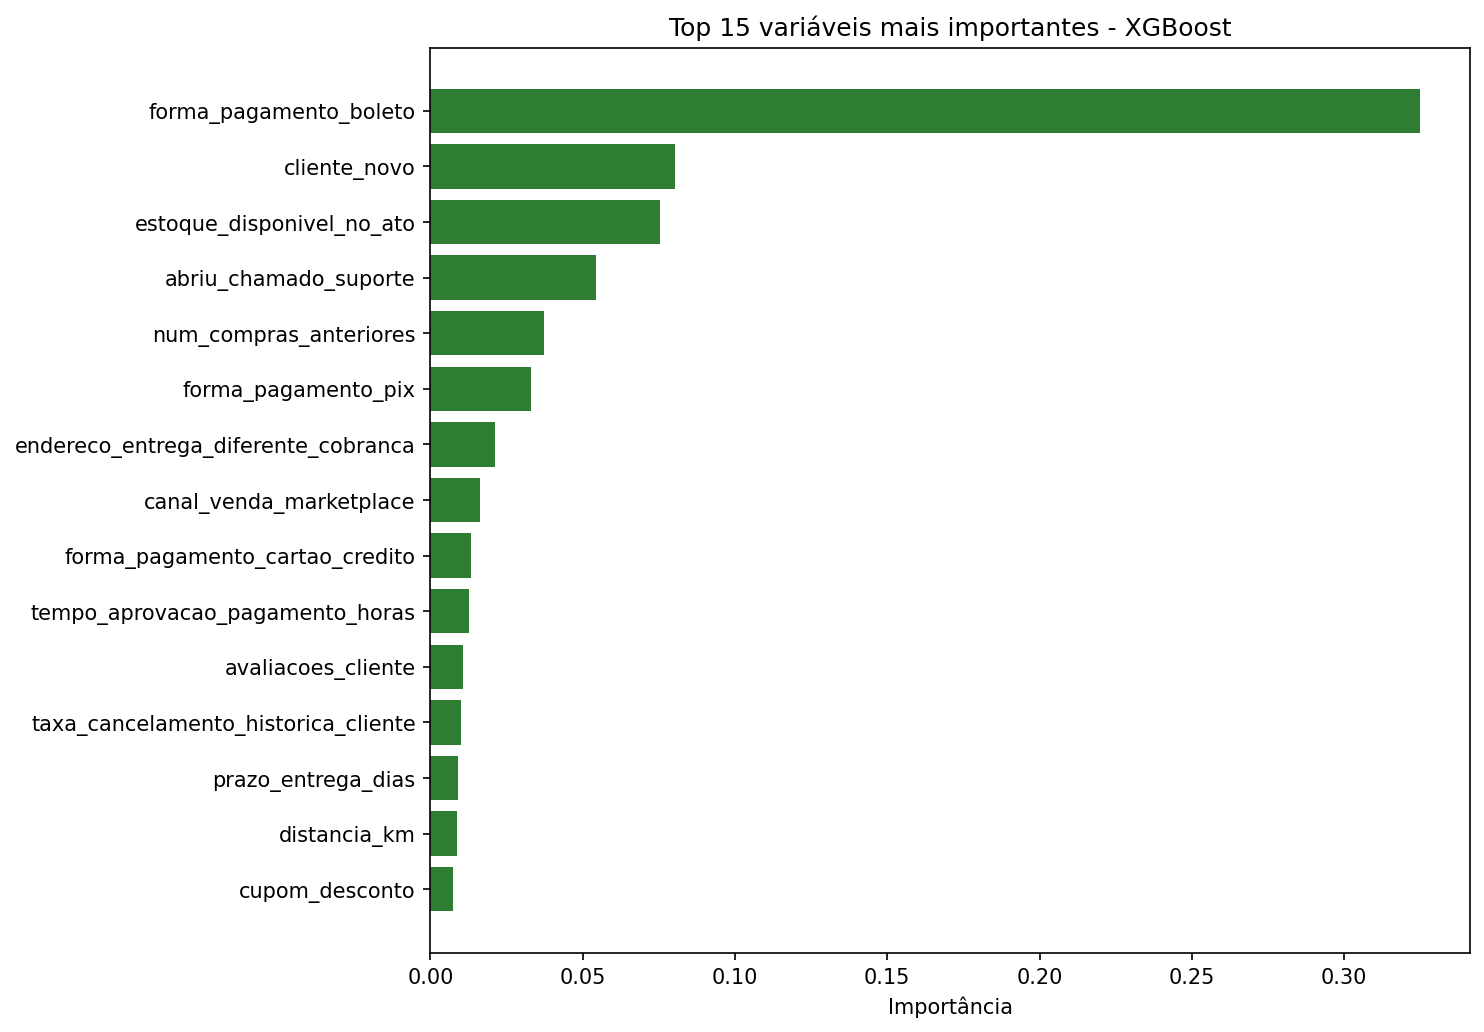 Top 15 variáveis mais importantes - XGBoost
forma_pagamento_boleto
cliente_novo
estoque_disponivel_no_ato
abriu_chamado_suporte
num_compras_anteriores
forma_pagamento_pix
endereco_entrega_diferente_cobranca
canal_venda_marketplace
forma_pagamento_cartao_credito
tempo_aprovacao_pagamento_horas
avaliacoes_cliente
taxa_cancelamento_historica_cliente
prazo_entrega_dias
distancia_km
cupom_desconto
0.00 0.05 0.10 0.15 0.20 0.25 0.30
Importância